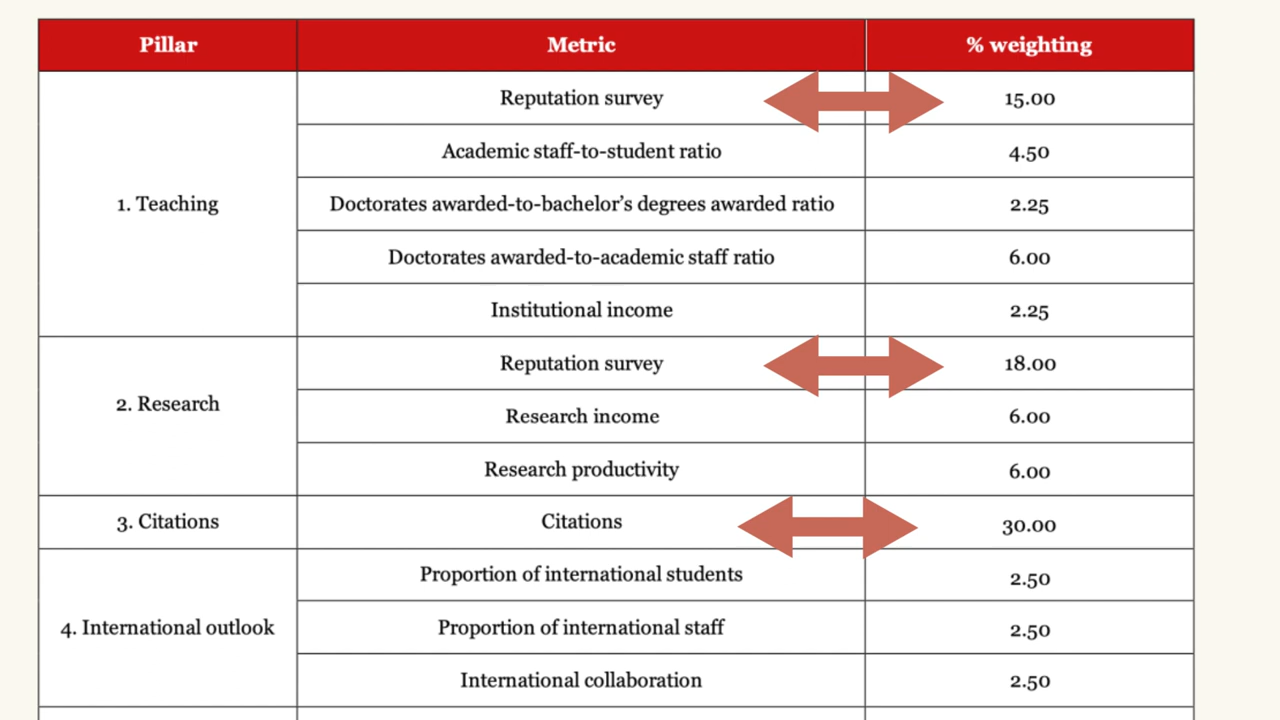 Pillar Metric % weighting
Reputation survey 15.00
Academic staff-to-student ratio 4.50
1. Teaching Doctorates awarded-to-bachelor’s degrees awarded ratio 2.25
Doctorates awarded-to-academic staff ratio 6.00
Institutional income 2.25
Reputation survey 18.00
2. Research Research income 6.00
Research productivity 6.00
3. Citations Citations 30.00
Proportion of international students 2.50
4. International outlook Proportion of international staff 2.50
International collaboration 2.50